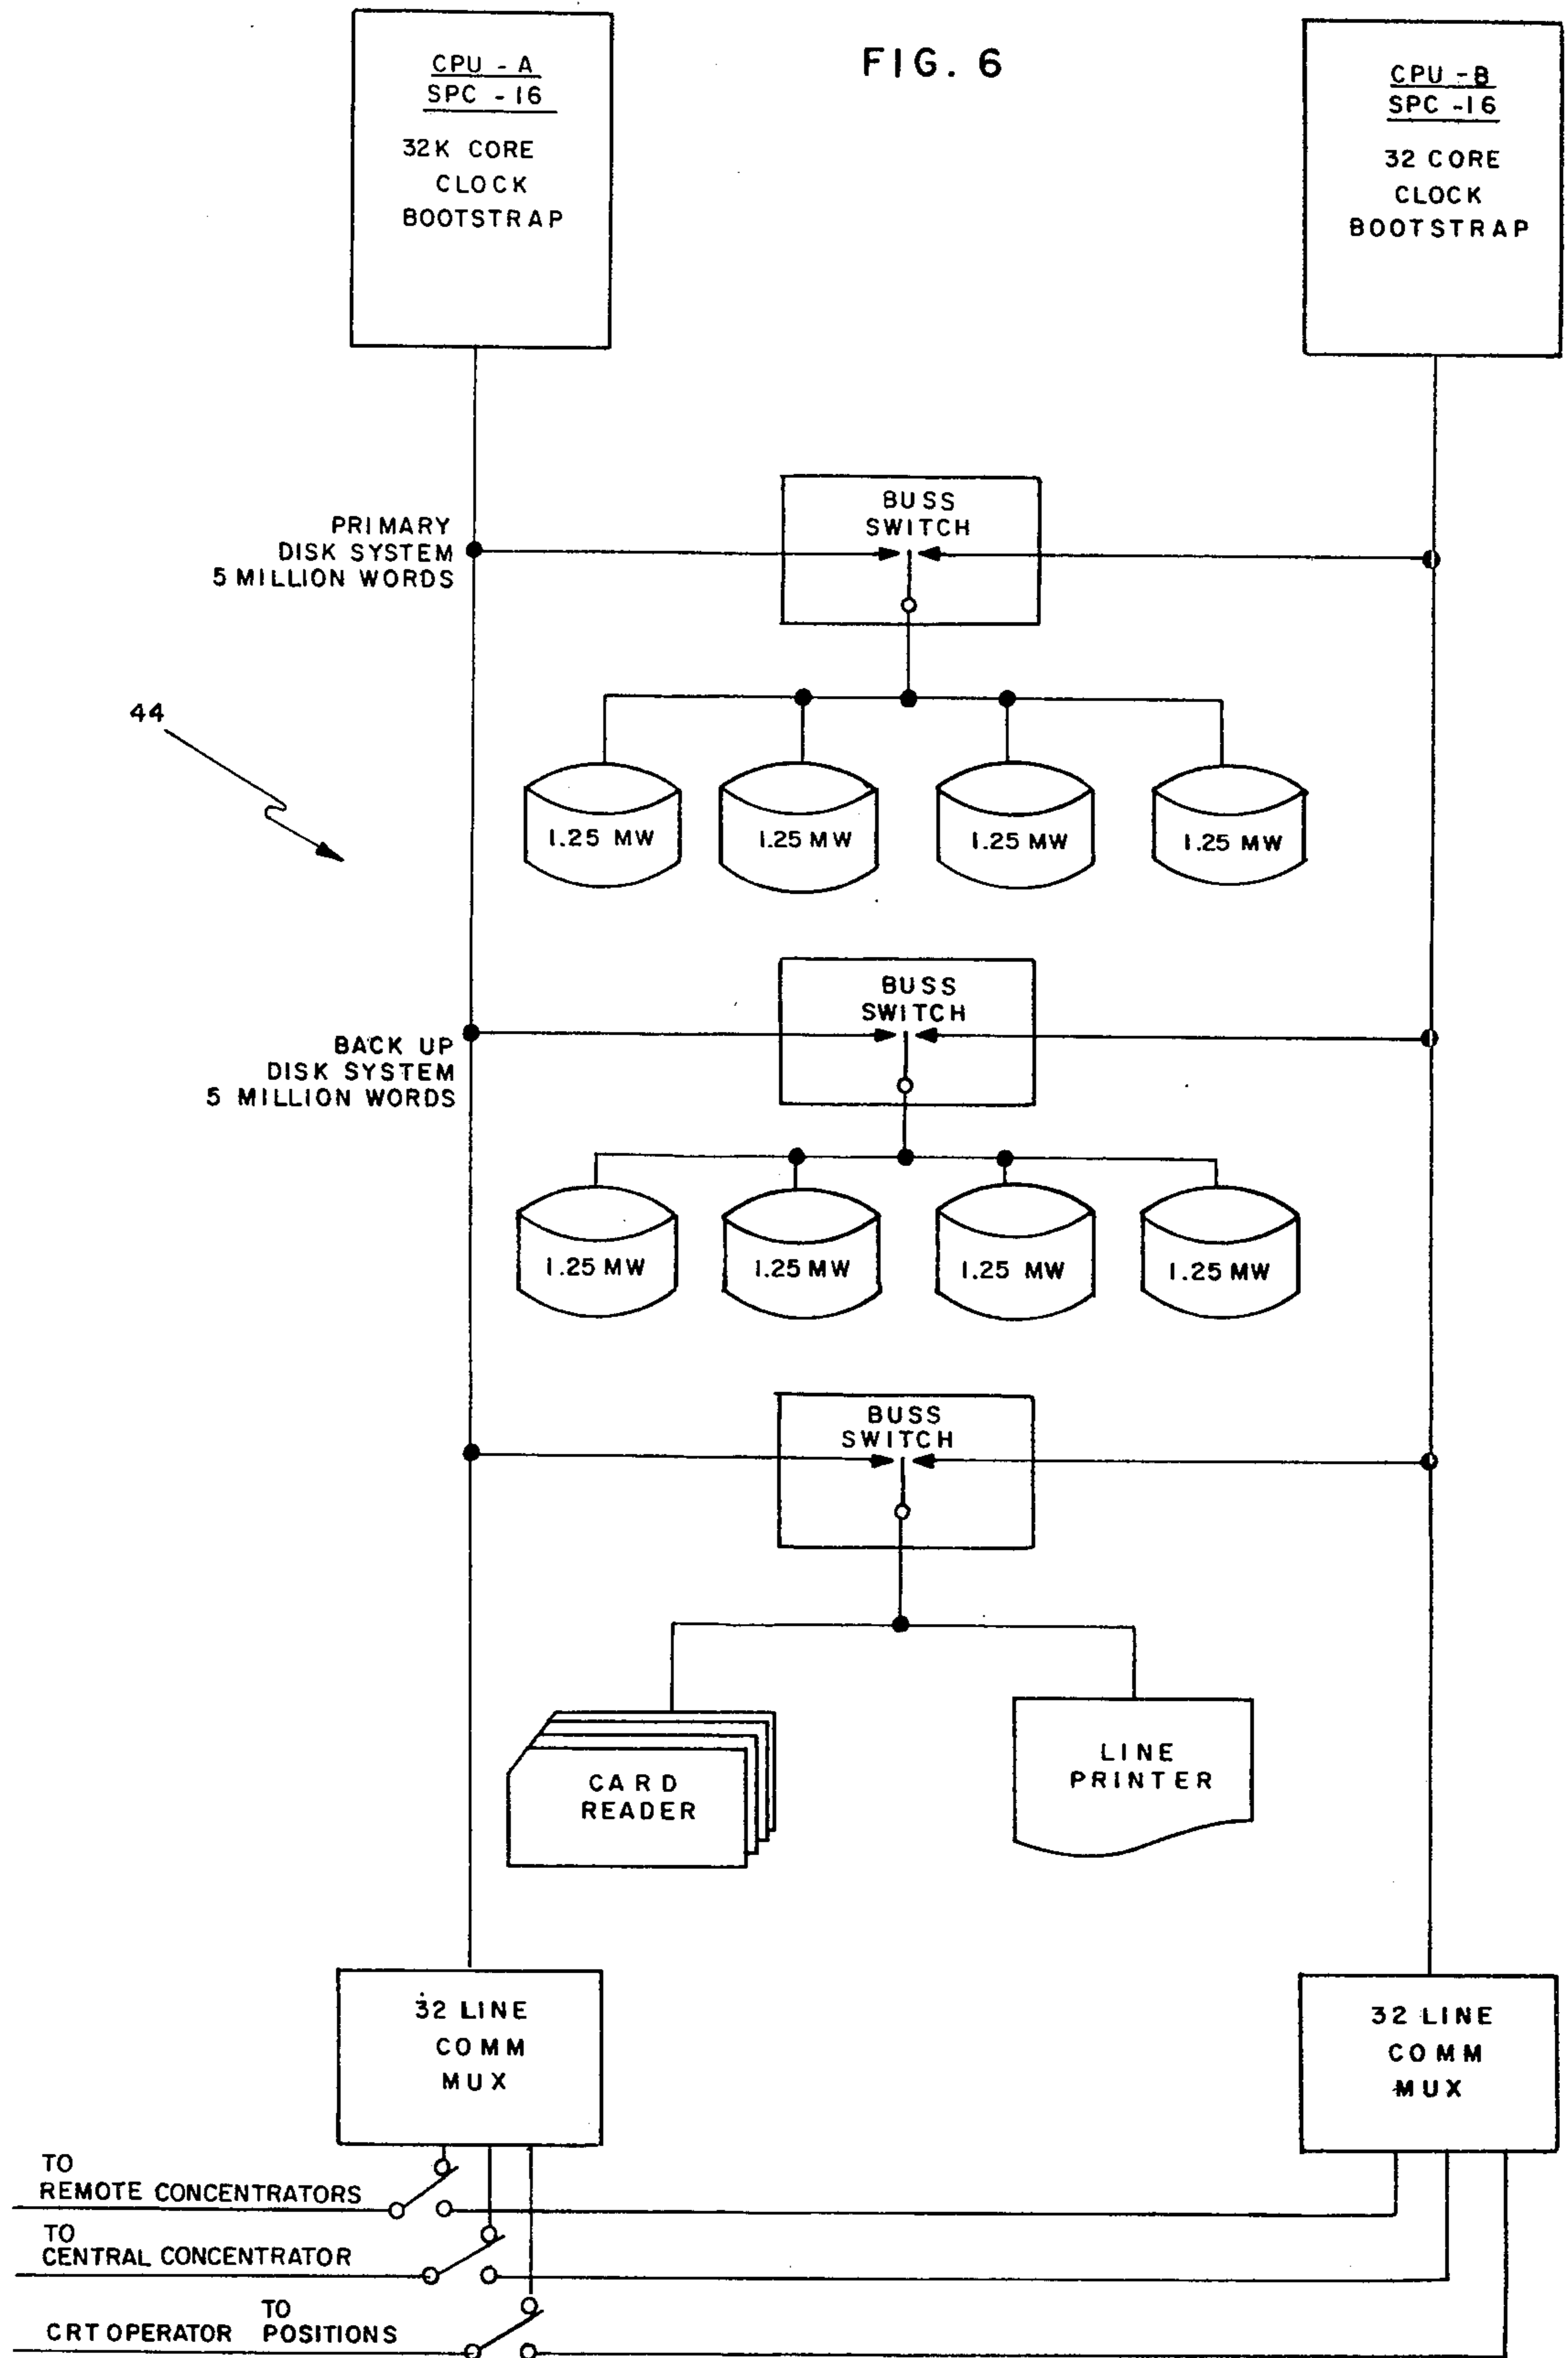 FIG. 6
CPU - A
SPC - 16
32K CORE
CLOCK
BOOTSTRAP
CPU - B
SPC - 16
32 CORE
CLOCK
BOOTSTRAP
BUSS
SWITCH
PRIMARY
DISK SYSTEM
5 MILLION WORDS
44
1.25 MW
1.25 MW
1.25 MW
1.25 MW
BUSS
SWITCH
BACK UP
DISK SYSTEM
5 MILLION WORDS
1.25 MW
1.25 MW
1.25 MW
1.25 MW
BUSS
SWITCH
CARD
READER
LINE
PRINTER
32 LINE
COMM
MUX
32 LINE
COMM
MUX
TO
REMOTE CONCENTRATORS
TO
CENTRAL CONCENTRATOR
TO
CRT OPERATOR POSITIONS